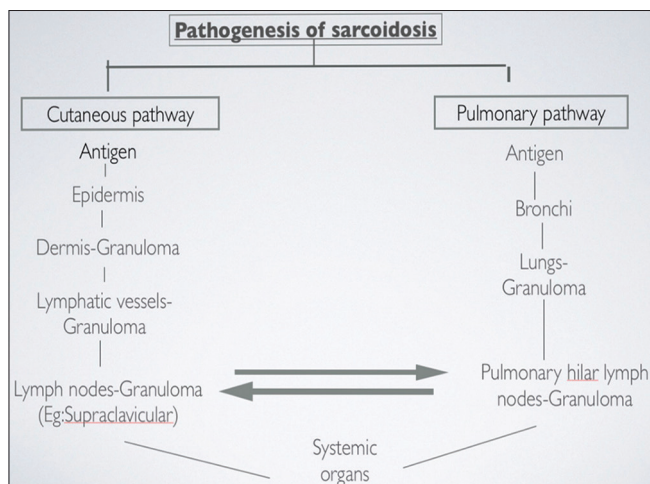 Pathogenesis of sarcoidosis
Cutaneous pathway
Antigen
Epidermis
Dermis-Granuloma
Lymphatic vessels-
Granuloma
Lymph nodes-Granuloma
(Eg:Supraclavicular)
Pulmonary pathway
Antigen
Bronchi
Lungs-
Granuloma
Pulmonary hilar lymph
nodes-Granuloma
Systemic
organs